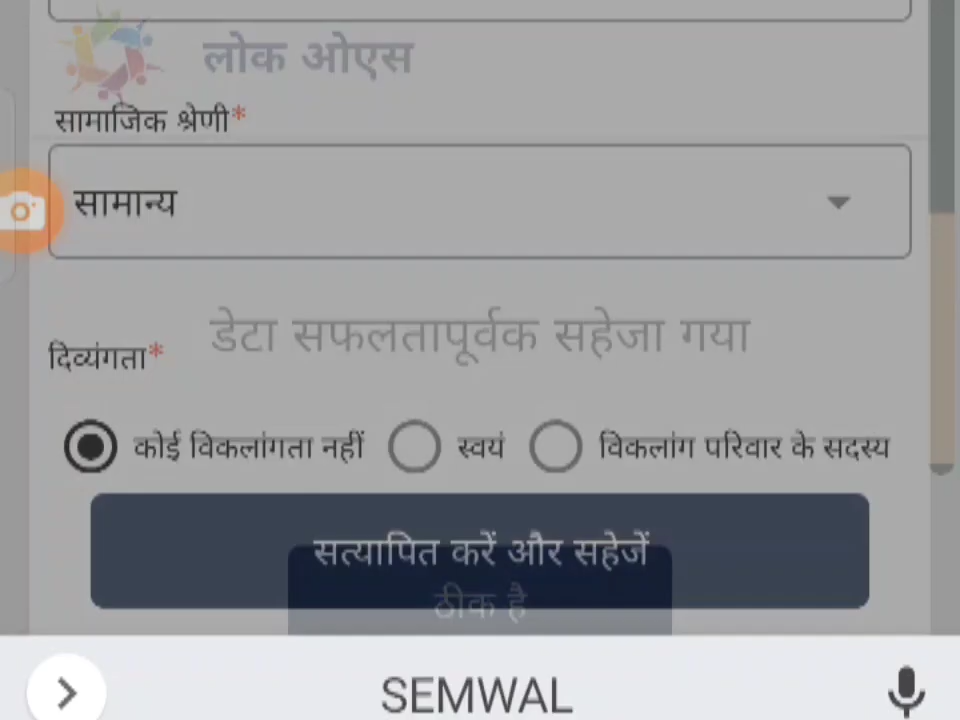 लोक ओएस
सामाजिक श्रेणी*
सामान्य
डेटा सफलतापूर्वक सहेजा गया
दिव्यंगता*
कोई विकलांगता नहीं स्वयं विकलांग परिवार के सदस्य
सत्यापित करें और सहेजें
ठीक है
SEMWAL